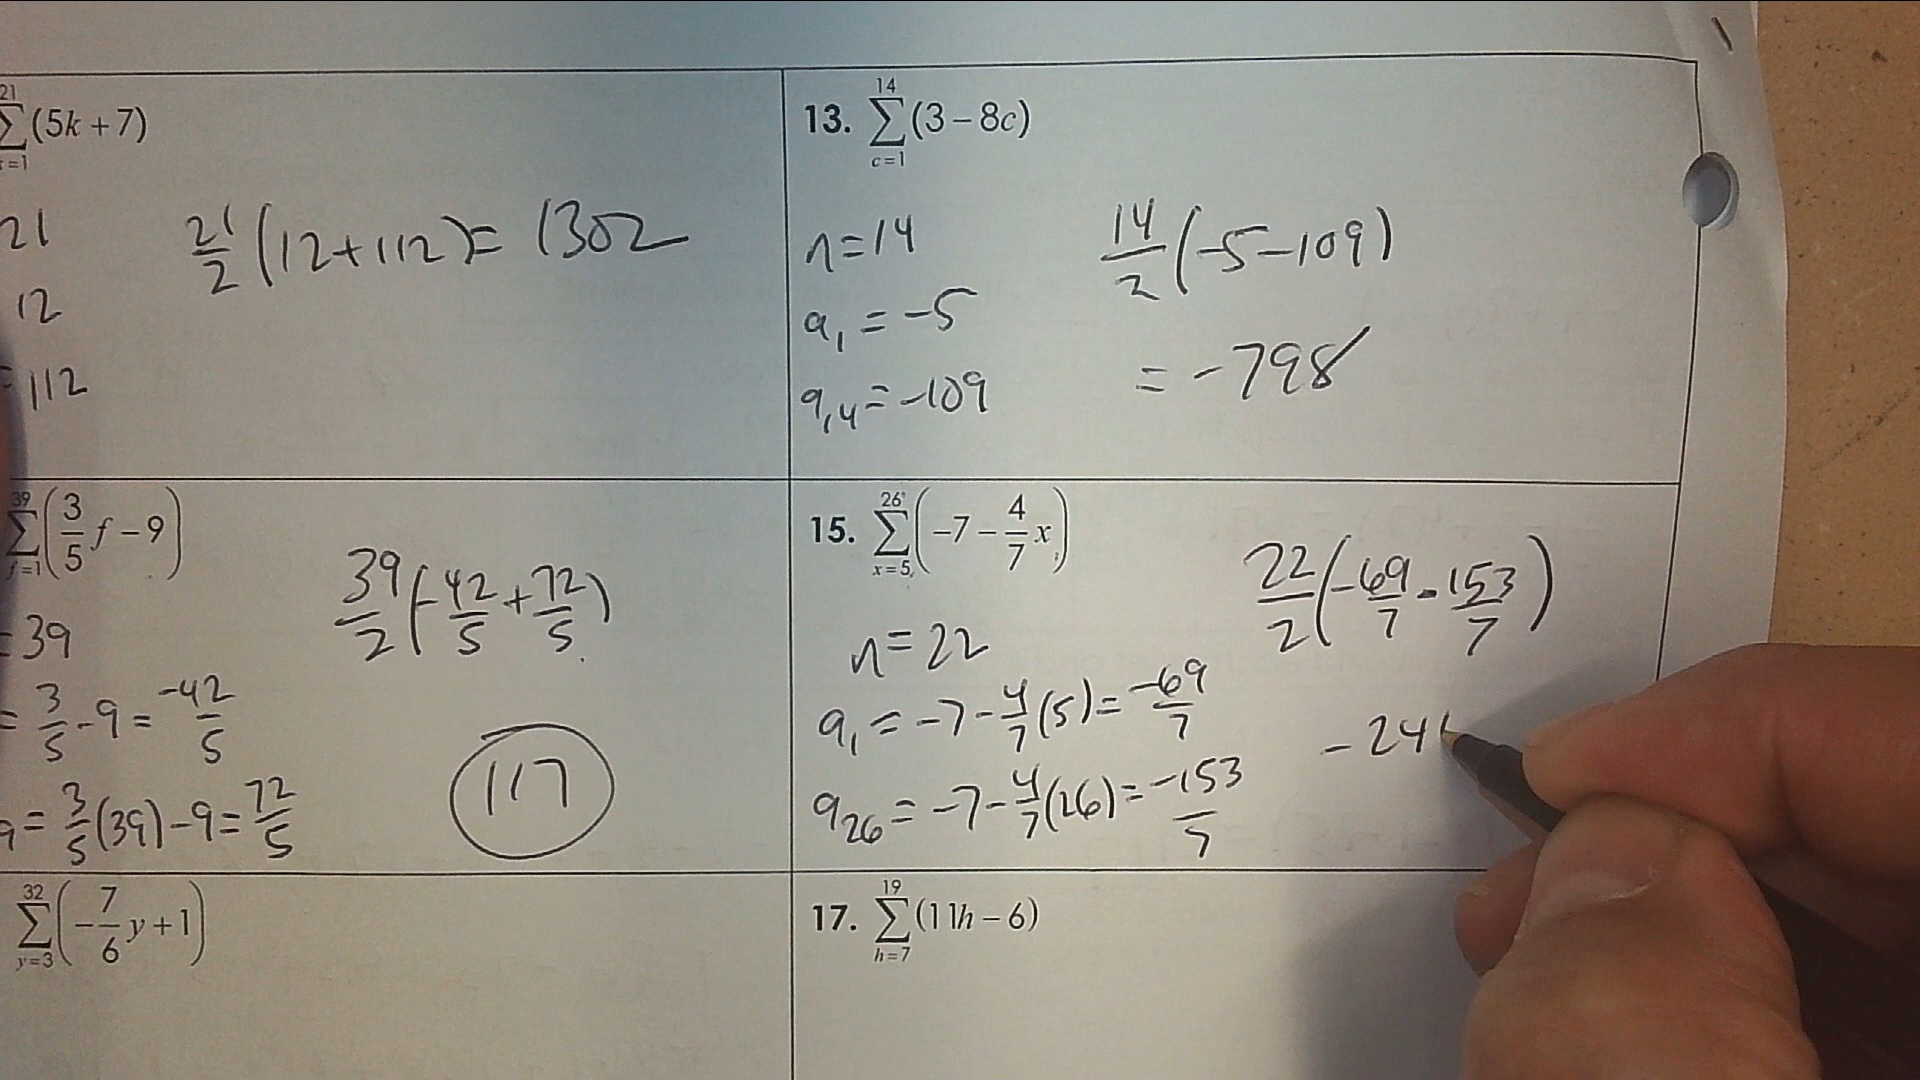 21
∑(5k+7)
=1
21
12
=112
21/2 (12+112)= 1302
13. 14
∑(3−8c)
c=1
n=14
a₁ = -5
a₁₄ = -109
14/2 (-5-109)
= -798
39
∑(3/5 f − 9)
f=1
= 39
= 3/5 - 9 = -42/5
9 = 3/5 (39) - 9 = 72/5
39/2 (-42/5 + 72/5)
117
15. 26
∑(−7 − 4/7 x)
x=5
n=22
a₁ = -7 - 4/7 (5) = -69/7
a₂₆ = -7 - 4/7 (26) = -153/7
22/2 (-69/7 - 153/7)
-24
32
∑(−7/6 y + 1)
y=3
17. 19
∑(11h − 6)
h=7